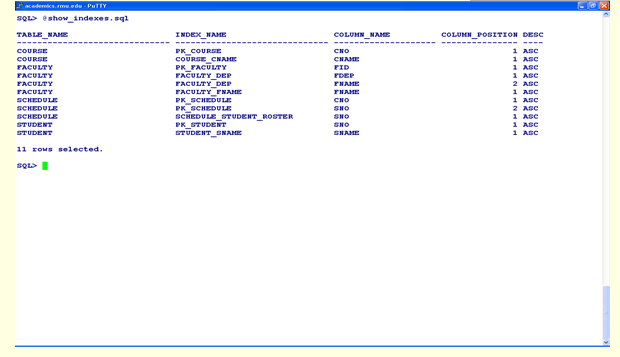 academics.rmu.edu - PuTTY
SQL> @show_indexes.sql
TABLE_NAME INDEX_NAME COLUMN_NAME COLUMN_POSITION DESC
------------------------------ ------------------------------ -------------------- --------------- ----
COURSE PK_COURSE CNO 1 ASC
COURSE COURSE_CNAME CNAME 1 ASC
FACULTY PK_FACULTY FID 1 ASC
FACULTY FACULTY_DEP FDEP 1 ASC
FACULTY FACULTY_DEP FNAME 2 ASC
FACULTY FACULTY_FNAME FNAME 1 ASC
SCHEDULE PK_SCHEDULE CNO 1 ASC
SCHEDULE PK_SCHEDULE SNO 2 ASC
SCHEDULE SCHEDULE_STUDENT_ROSTER SNO 1 ASC
STUDENT PK_STUDENT SNO 1 ASC
STUDENT STUDENT_SNAME SNAME 1 ASC
11 rows selected.
SQL>